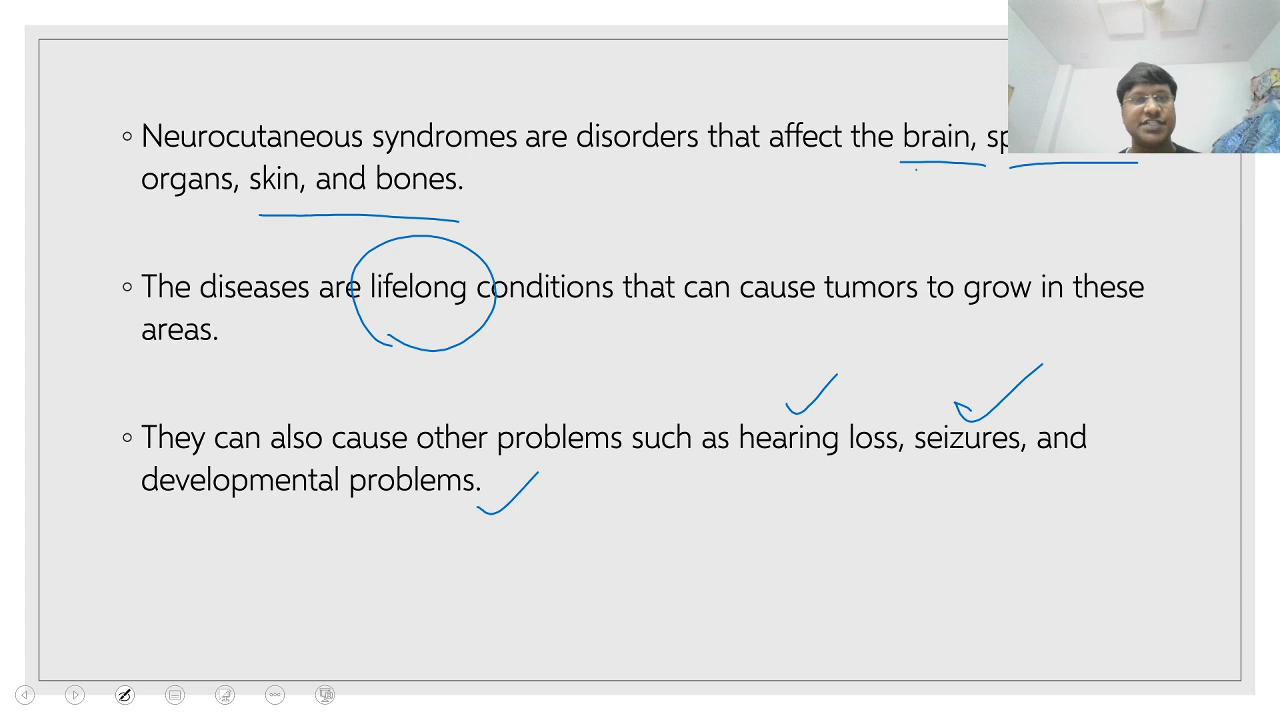 ◦ Neurocutaneous syndromes are disorders that affect the brain,
organs, skin, and bones.
◦ The diseases are lifelong conditions that can cause tumors to grow in these
areas.
◦ They can also cause other problems such as hearing loss, seizures, and
developmental problems.